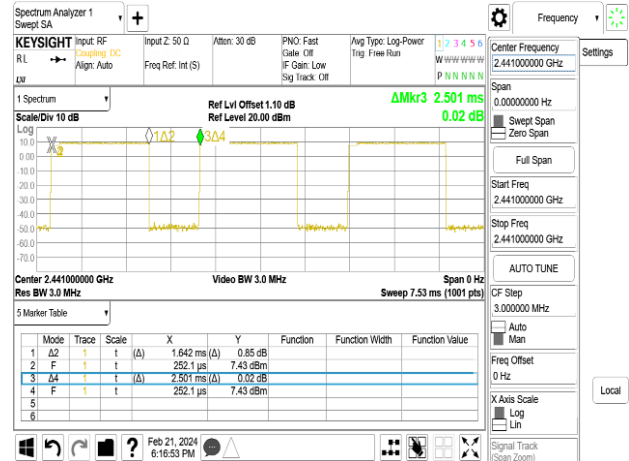 Spectrum Analyzer 1
Swept SA
Frequency
KEYSIGHT
RL
Input: RF
Coupling: DC
Align: Auto
Input Z: 50 Ω
Freq Ref: Int (S)
Atten: 30 dB
PNO: Fast
Gate: Off
IF Gain: Low
Sig Track: Off
Avg Type: Log-Power
Trig: Free Run
1 2 3 4 5 6
W W W W W W
P N N N N N
1 Spectrum
Scale/Div 10 dB
Ref Lvl Offset 1.10 dB
Ref Level 20.00 dBm
ΔMkr3 2.501 ms
0.02 dB
Log
10.0
0.00
-10.0
-20.0
-30.0
-40.0
-50.0
-60.0
-70.0
1Δ2
3Δ4
Center 2.441000000 GHz
Res BW 3.0 MHz
Video BW 3.0 MHz
Span 0 Hz
Sweep 7.53 ms (1001 pts)
5 Marker Table
Mode Trace Scale X Y Function Function Width Function Value
1 Δ2 1 t (Δ) 1.642 ms (Δ) 0.85 dB
2 F 1 t 252.1 µs 7.43 dBm
3 Δ4 1 t (Δ) 2.501 ms (Δ) 0.02 dB
4 F 1 t 252.1 µs 7.43 dBm
5
6
Feb 21, 2024
6:16:53 PM
Center Frequency
2.441000000 GHz
Settings
Span
0.00000000 Hz
Swept Span
Zero Span
Full Span
Start Freq
2.441000000 GHz
Stop Freq
2.441000000 GHz
AUTO TUNE
CF Step
3.000000 MHz
Auto
Man
Freq Offset
0 Hz
X Axis Scale
Log
Lin
Local
Signal Track
(Span Zoom)